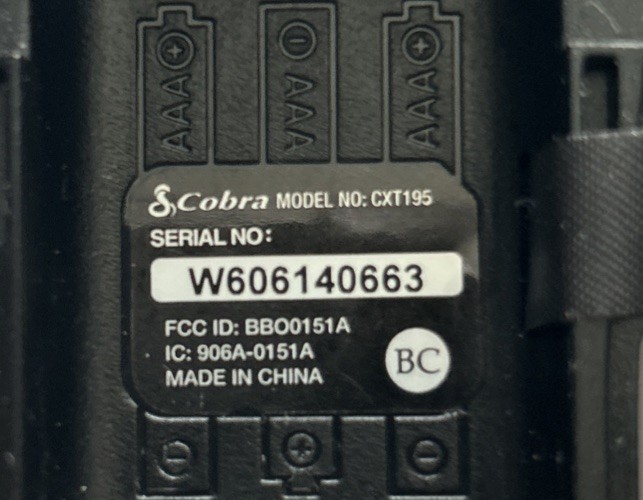 AAA AAA AAA
Cobra MODEL NO: CXT195
SERIAL NO:
W606140663
FCC ID: BBO0151A
IC: 906A-0151A
MADE IN CHINA
BC